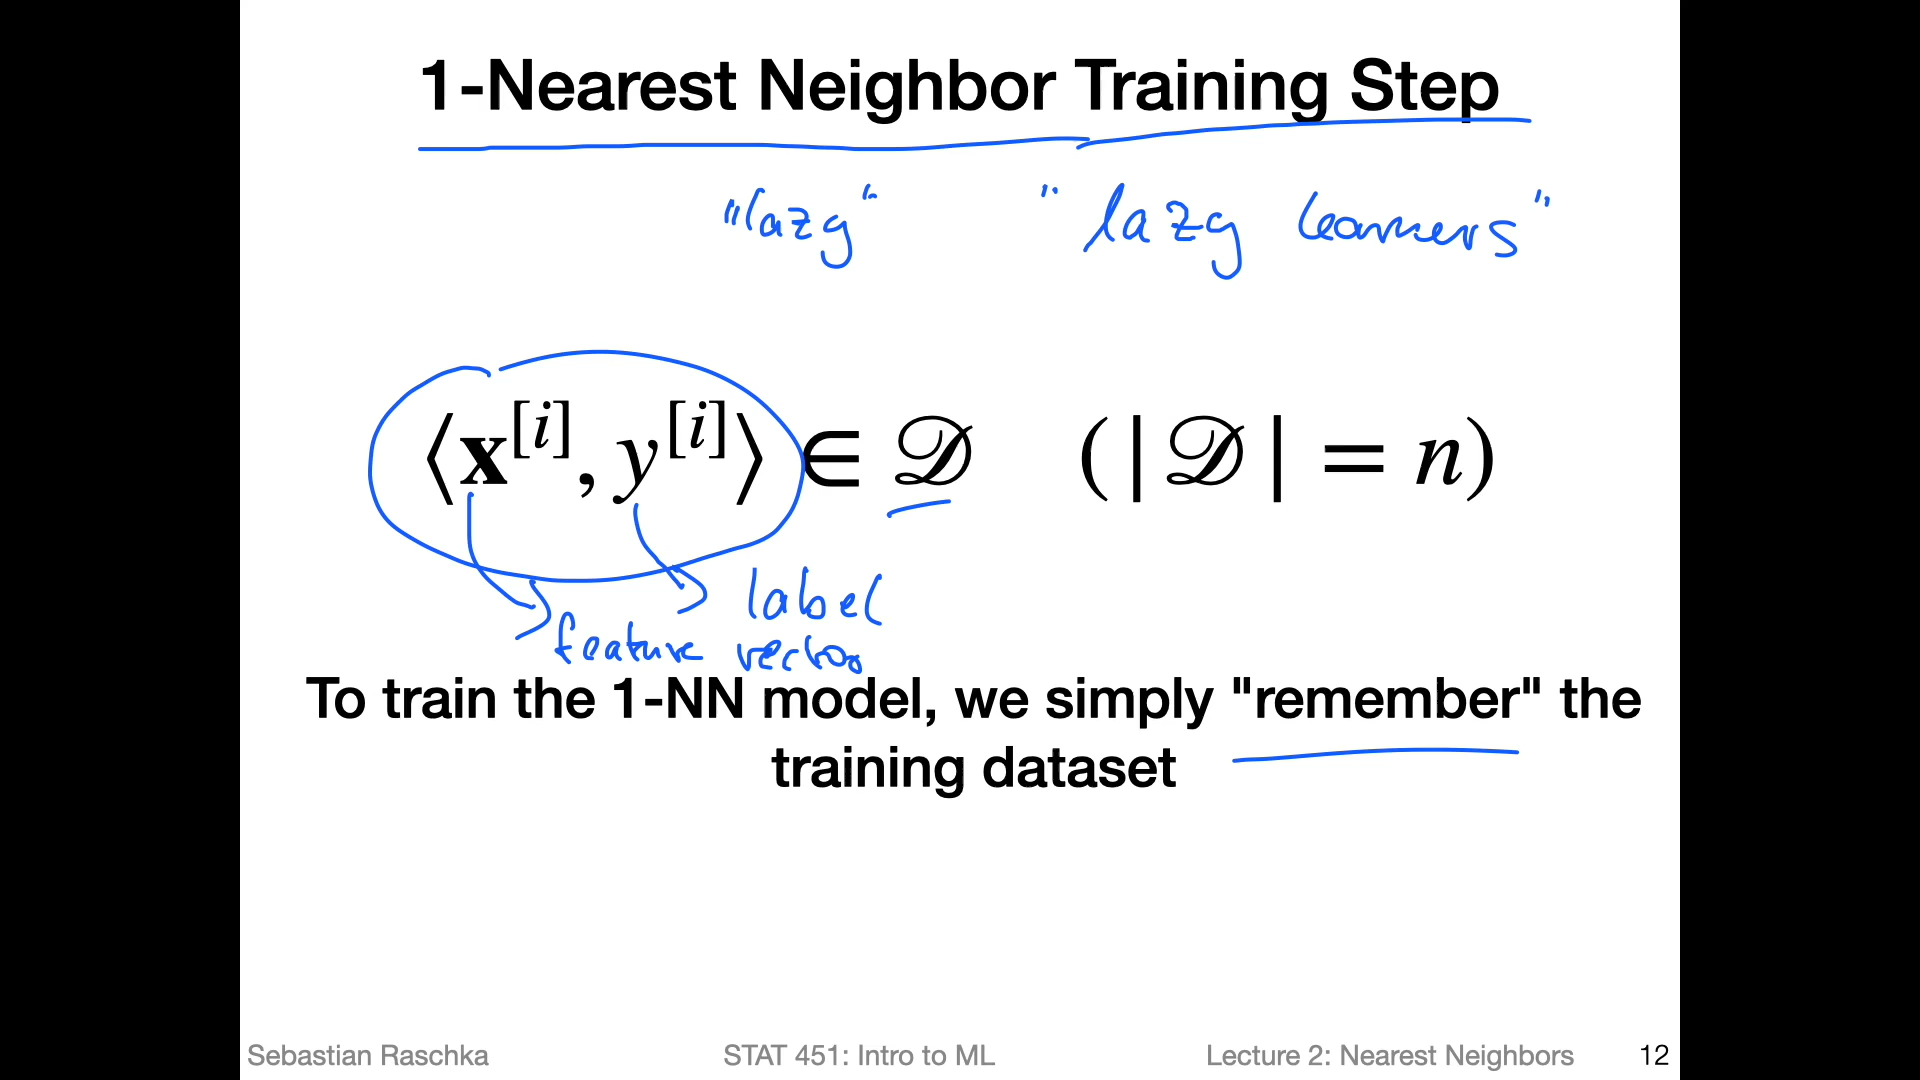 1-Nearest Neighbor Training Step
"lazy" "lazy learners"
⟨𝐱^[i], y^[i]⟩ ∈ 𝒟 (|𝒟| = n)
label
feature vector
To train the 1-NN model, we simply "remember" the
training dataset
Sebastian Raschka STAT 451: Intro to ML Lecture 2: Nearest Neighbors 12